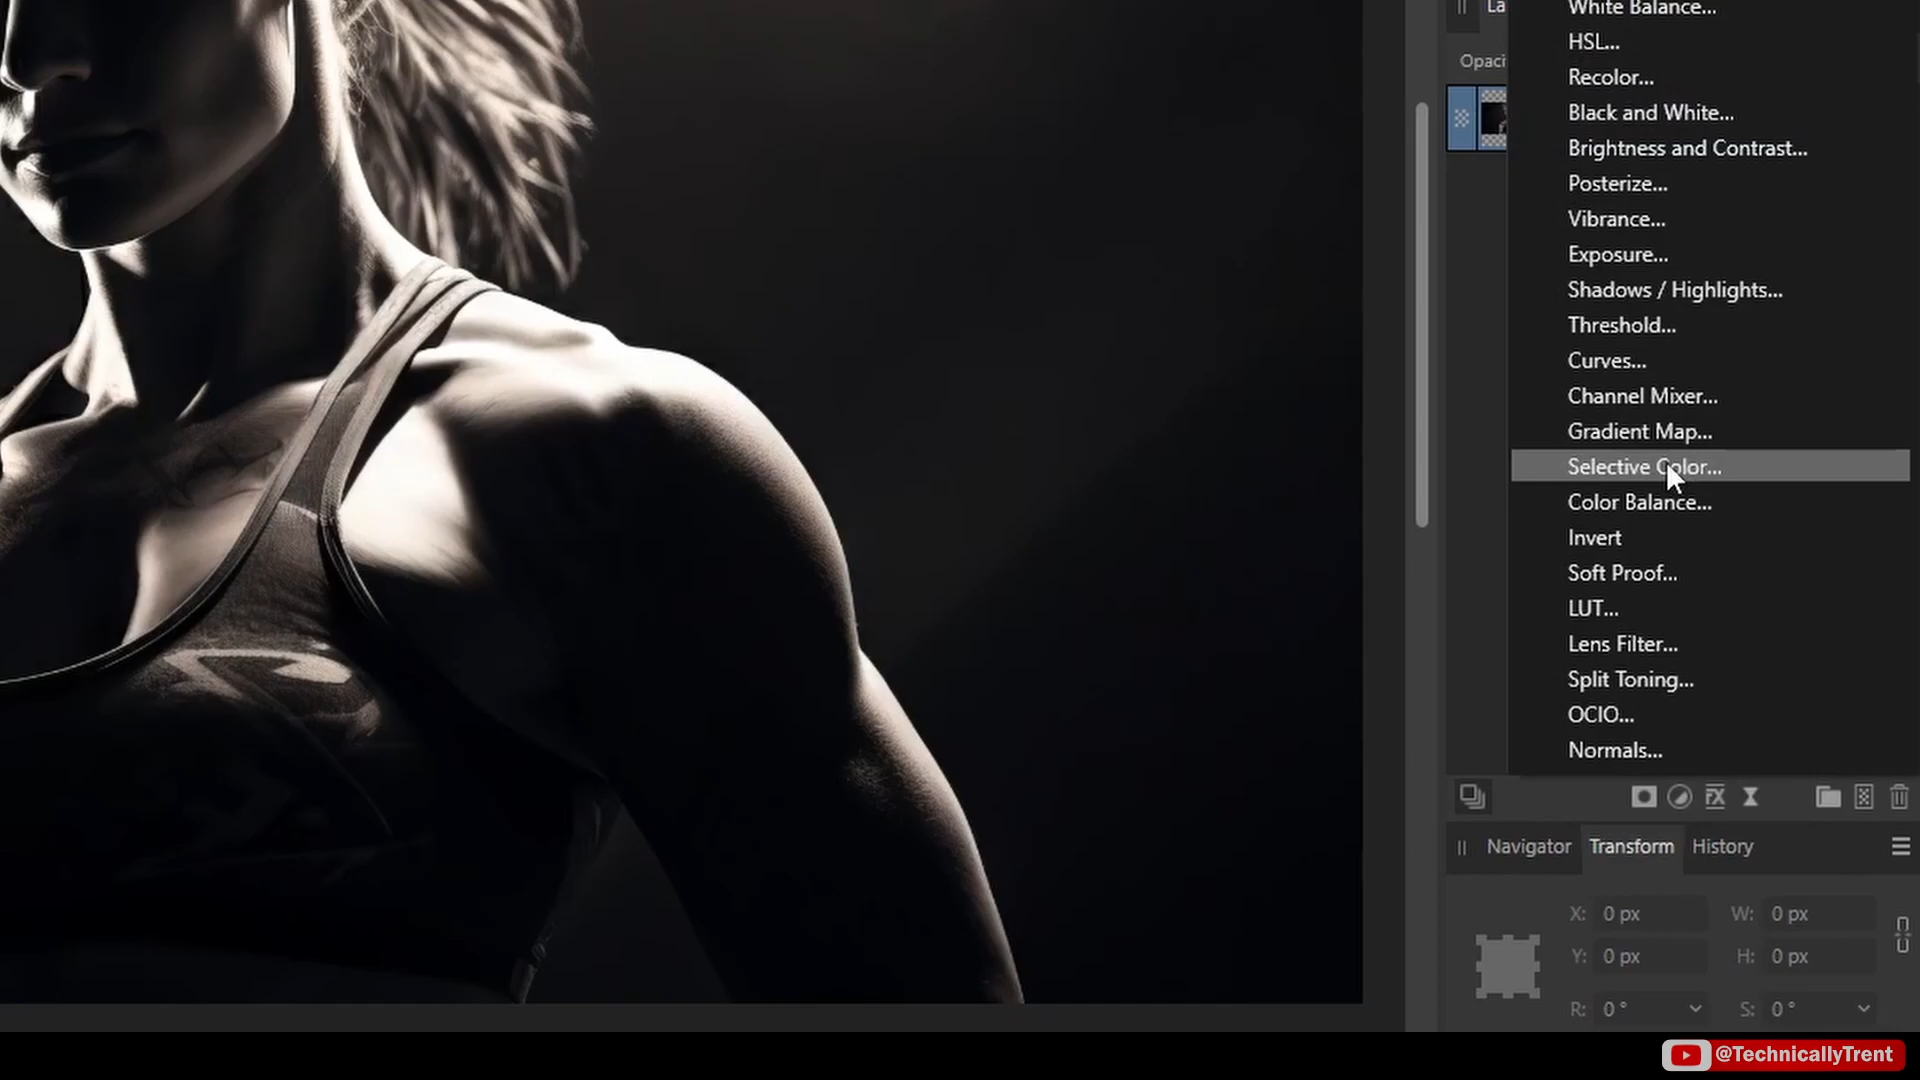 White Balance...
La
HSL...
Opaci
Recolor...
Black and White...
Brightness and Contrast...
Posterize...
Vibrance...
Exposure...
Shadows / Highlights...
Threshold...
Curves...
Channel Mixer...
Gradient Map...
Selective Color...
Color Balance...
Invert
Soft Proof...
LUT...
Lens Filter...
Split Toning...
OCIO...
Normals...
Navigator Transform History
X: 0 px W: 0 px
Y: 0 px H: 0 px
R: 0 ° S: 0 °
@TechnicallyTrent